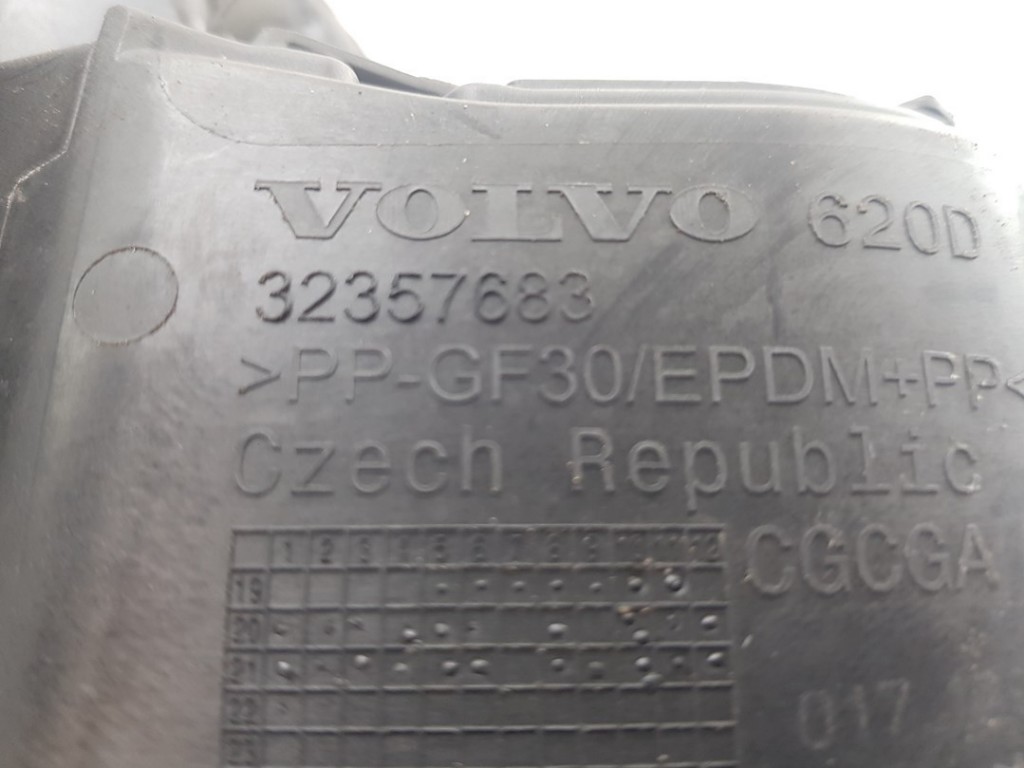 VOLVO 620D
32357683
>PP-GF30/EPDM+PP<
Czech Republic
CGCGA
1 2 3 4 5 6 7 8 9 10 11 12
19
20
21
22
23
017